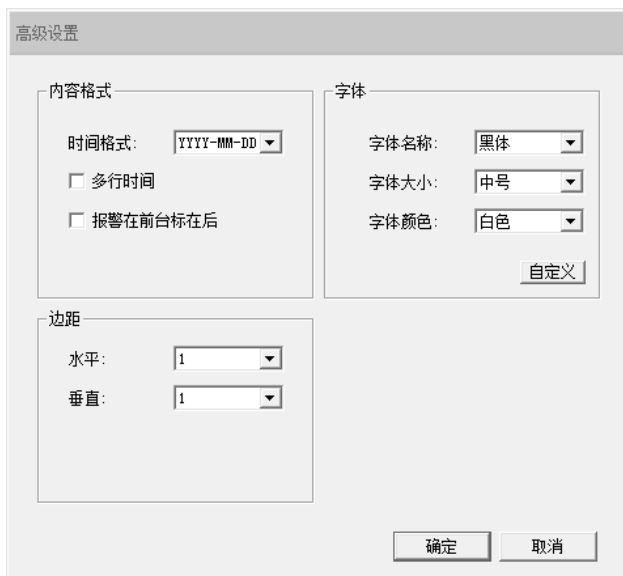 高级设置
内容格式
时间格式: YYYY-MM-DD
多行时间
报警在前台标在后
字体
字体名称: 黑体
字体大小: 中号
字体颜色: 白色
自定义
边距
水平: 1
垂直: 1
确定 取消